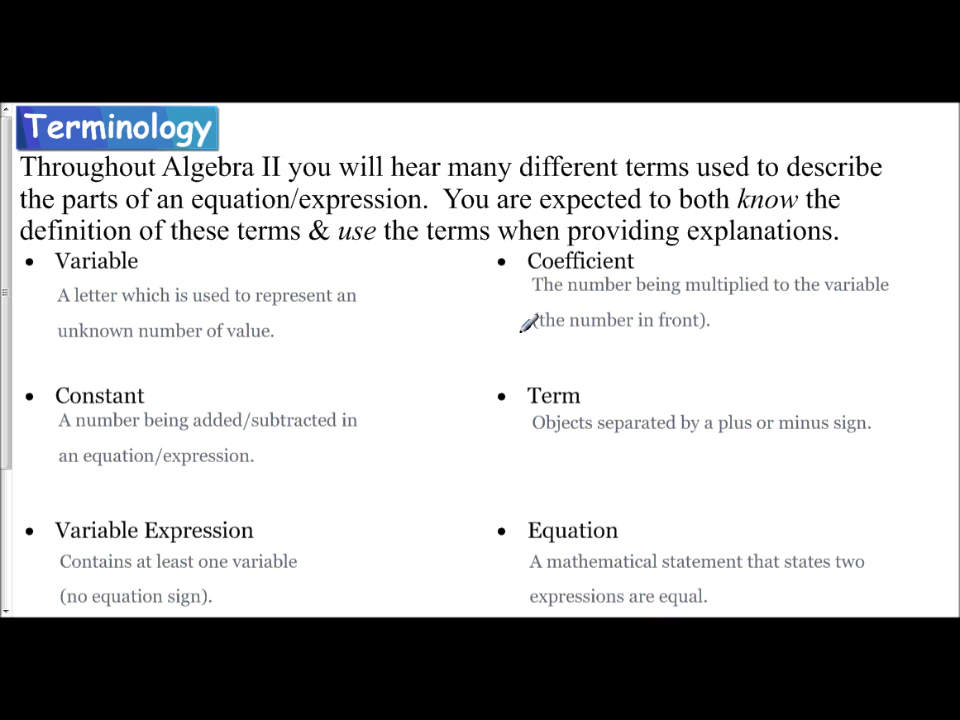 Terminology
Throughout Algebra II you will hear many different terms used to describe
the parts of an equation/expression. You are expected to both know the
definition of these terms & use the terms when providing explanations.
• Variable
A letter which is used to represent an
unknown number of value.
• Coefficient
The number being multiplied to the variable
(the number in front).
• Constant
A number being added/subtracted in
an equation/expression.
• Term
Objects separated by a plus or minus sign.
• Variable Expression
Contains at least one variable
(no equation sign).
• Equation
A mathematical statement that states two
expressions are equal.